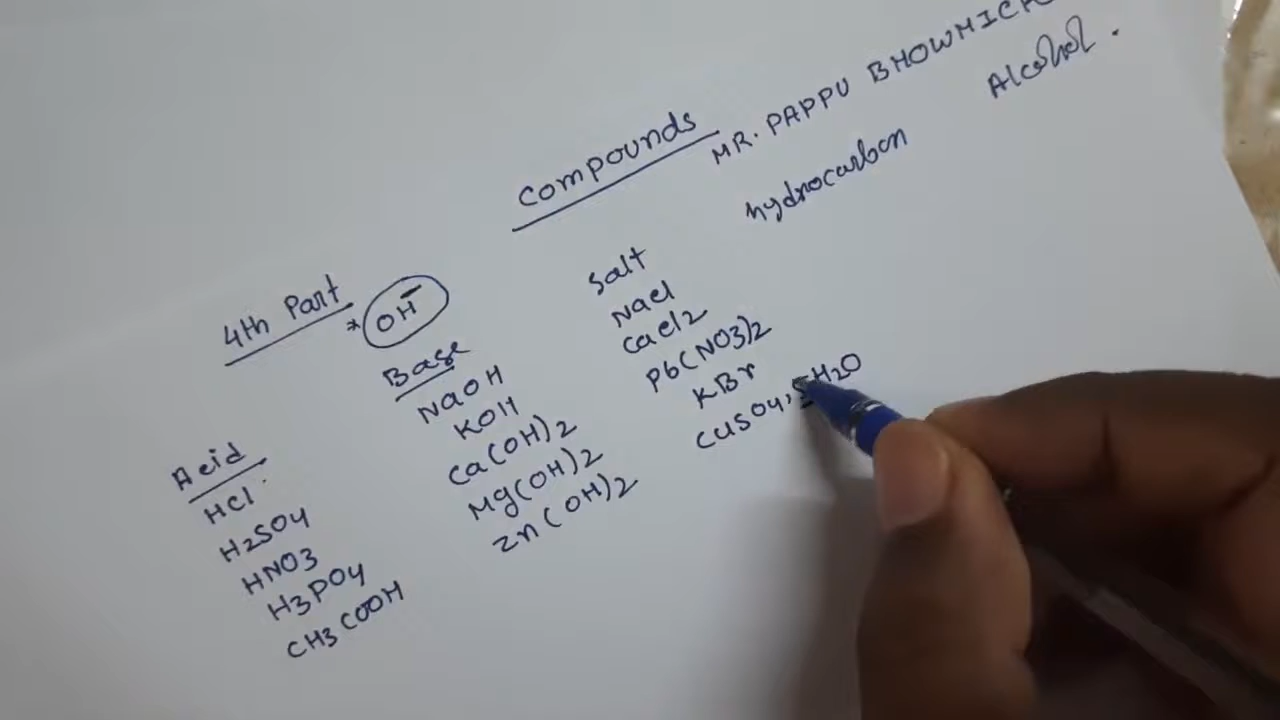 Compounds
MR. PAPPU BHOWMICK
4th Part
* OH⁻
Acid
HCl
H2SO4
HNO3
H3PO4
CH3COOH
Base
NaOH
KOH
Ca(OH)2
Mg(OH)2
Zn(OH)2
Salt
NaCl
CaCl2
Pb(NO3)2
KBr
CuSO4, 5H2O
hydrocarbon
Alcohol.